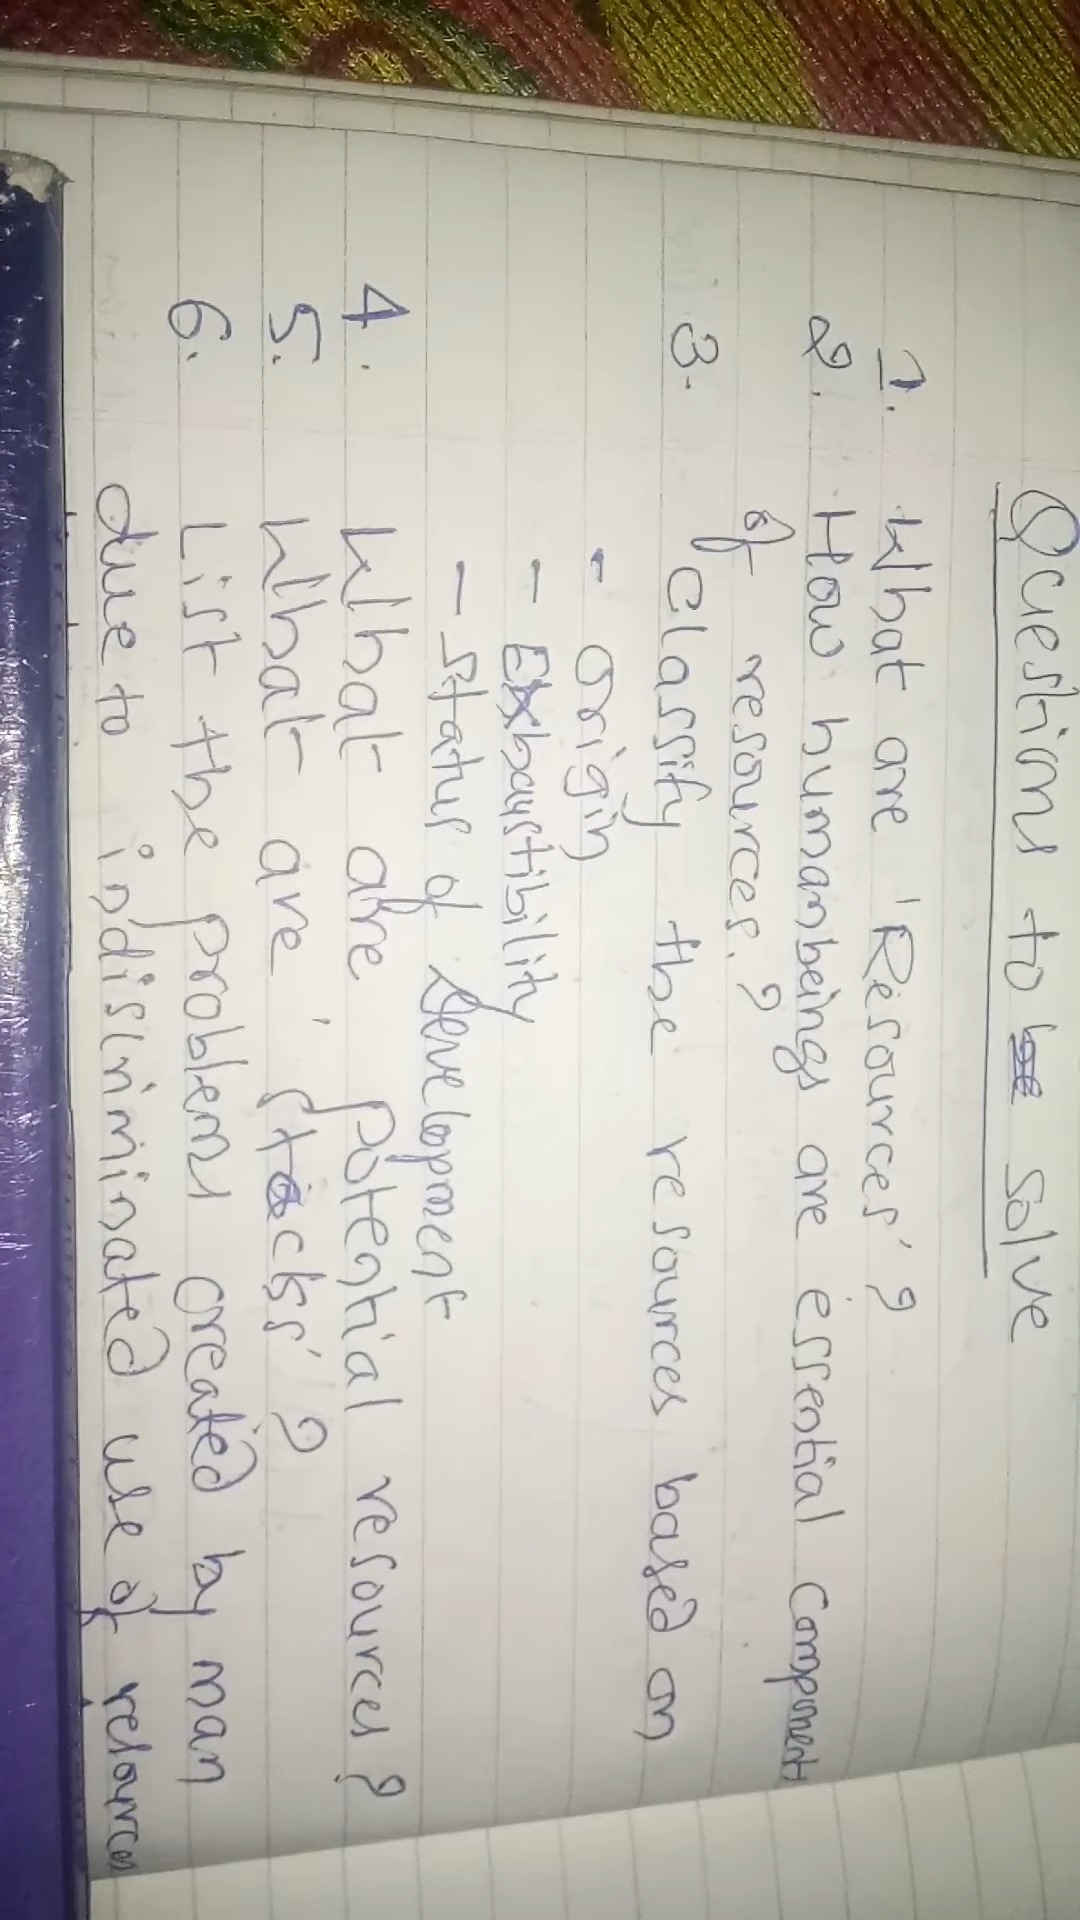 Questions to solve
1. What are 'Resources'?
2. How humanbeings are essential component
of resources.?
3. Classify the resources based on
- Origin
- Exhaustibility
- Status of Development
4. What are potential resources?
5. What are 'stocks'?
6. List the problems created by man
due to indiscriminated use of resources